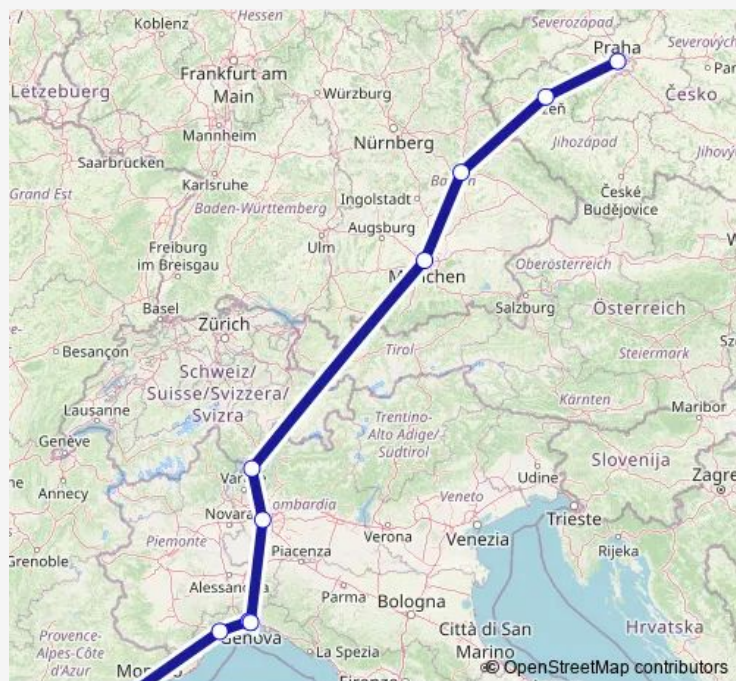 Koblenz
Hessen
Severozápad
Praha
Severových
Frankfurt am
Main
Lëtzebuerg
Würzburg
Česko
Mannheim
Nürnberg
Jihozápad
Saarbrücken
Karlsruhe
Grand Est
Baden-Württemberg
Ingolstadt
České
Budějovice
Augsburg
Ulm
Freiburg
im Breisgau
Oberösterreich
Basel
Zürich
Salzburg
Österreich
Besançon
Tirol
Steiermark
Schweiz/
Suisse/Svizzera/
Svizra
Lausanne
Kärnten
Maribor
Genève
Trentino-
Alto Adige/
Südtirol
Slovenija
Annecy
Udine
Novara
Lombardia
Veneto
Trieste
Grenoble
Piemonte
Verona
Venezia
Rijeka
Piacenza
Parma
Bologna
Genova
Città di San
Marino
Hrvatska
Provence-
Alpes-Côte
d'Azur
La Spezia
© OpenStreetMap contributors